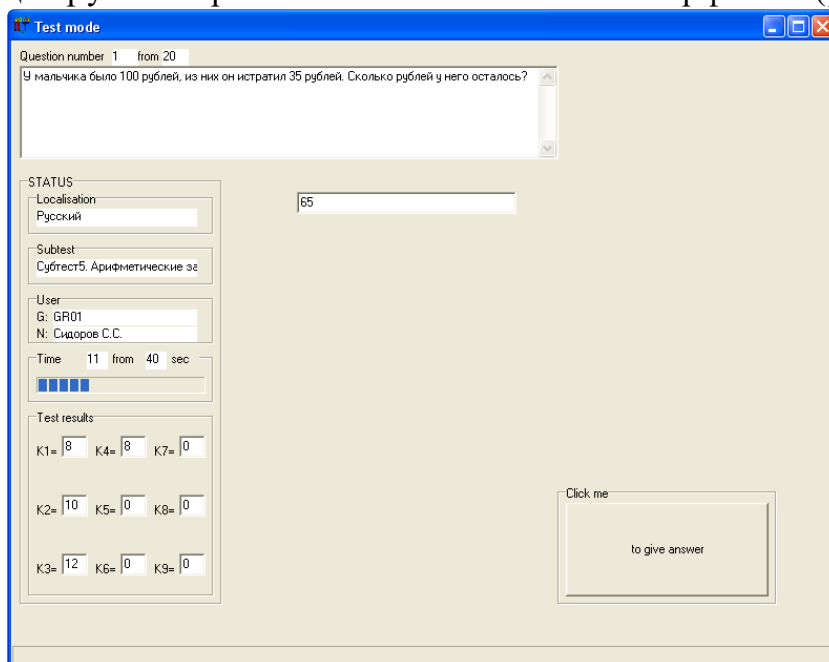 Test mode
Question number 1 from 20
У мальчика было 100 рублей, из них он истратил 35 рублей. Сколько рублей у него осталось?
STATUS
Localisation
Русский
65
Subtest
Субтест5. Арифметические за
User
G: GR01
N: Сидоров С.С.
Time 11 from 40 sec
Test results
K1= 8 K4= 8 K7= 0
K2= 10 K5= 0 K8= 0
K3= 12 K6= 0 K9= 0
Click me
to give answer